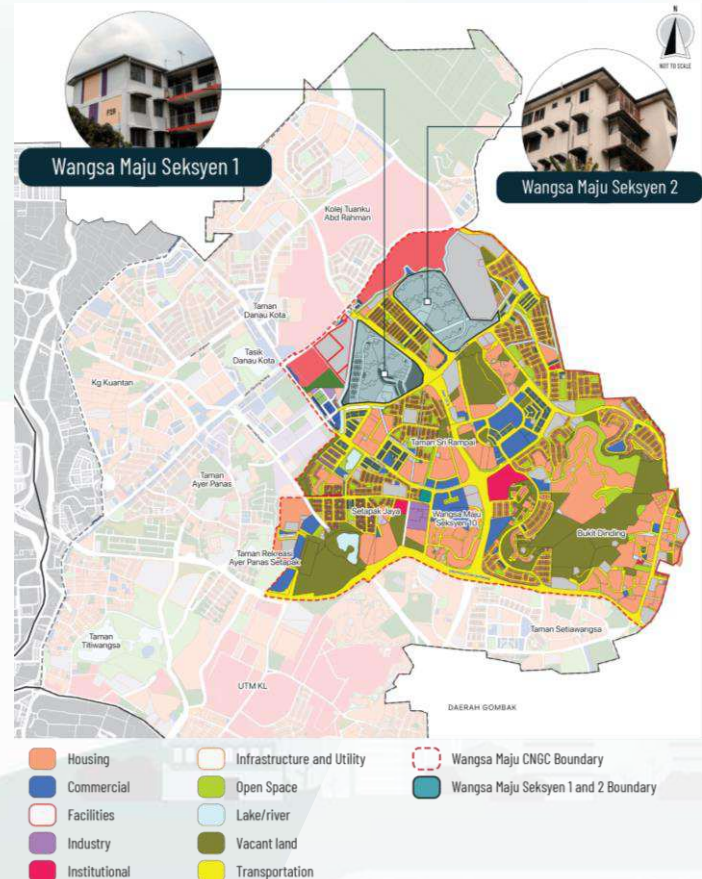 N
NOT TO SCALE
Wangsa Maju Seksyen 1
Wangsa Maju Seksyen 2
Kolej Tuanku
Abd Rahman
Taman
Danau Kota
Tasik
Danau Kota
Kg Kuantan
Taman Sri Rampai
Taman
Ayer Panas
Setapak Jaya
Wangsa Maju
Seksyen 10
Bukit Dinding
Taman Rekreasi
Ayer Panas Setapak
Taman Setiawangsa
Taman
Titiwangsa
UTM KL
DAERAH GOMBAK
Housing
Commercial
Facilities
Industry
Institutional
Infrastructure and Utility
Open Space
Lake/river
Vacant land
Transportation
Wangsa Maju CNGC Boundary
Wangsa Maju Seksyen 1 and 2 Boundary